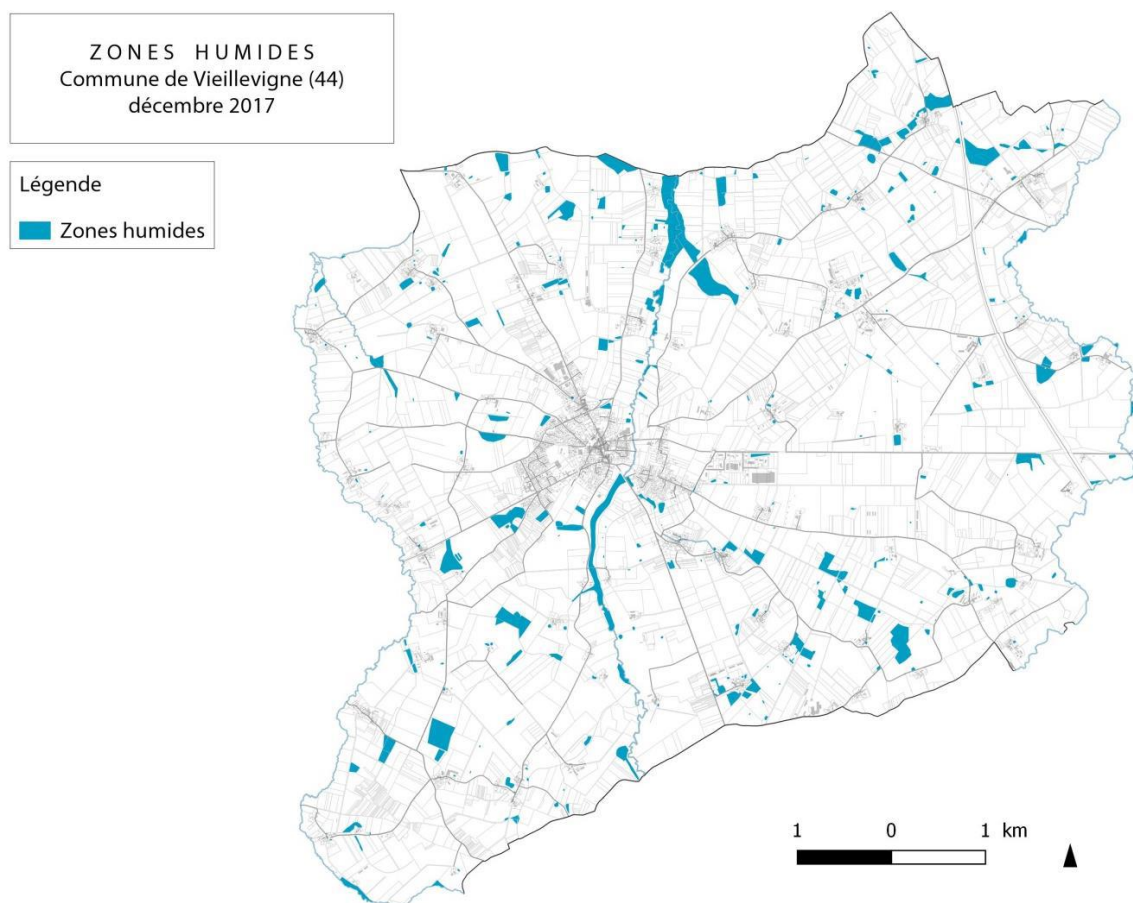 ZONES HUMIDES
Commune de Vieillevigne (44)
décembre 2017
Légende
Zones humides
1 0 1 km